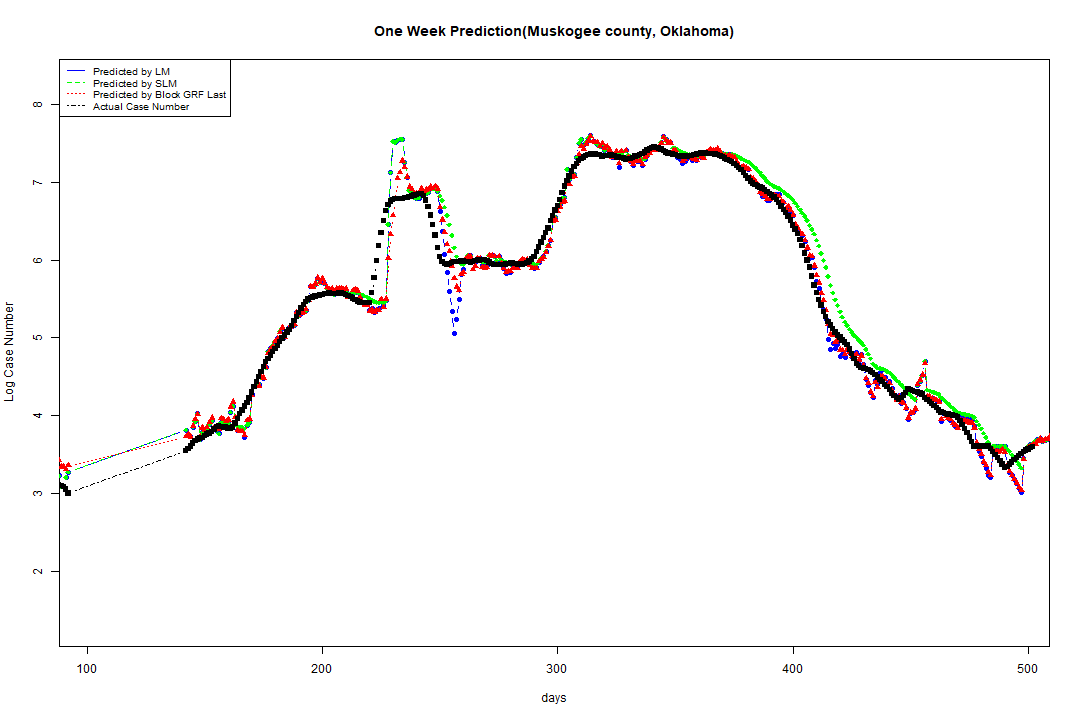 One Week Prediction(Muskogee county, Oklahoma)
Predicted by LM
Predicted by SLM
Predicted by Block GRF Last
Actual Case Number
8
7
6
5
4
3
2
Log Case Number
100 200 300 400 500
days